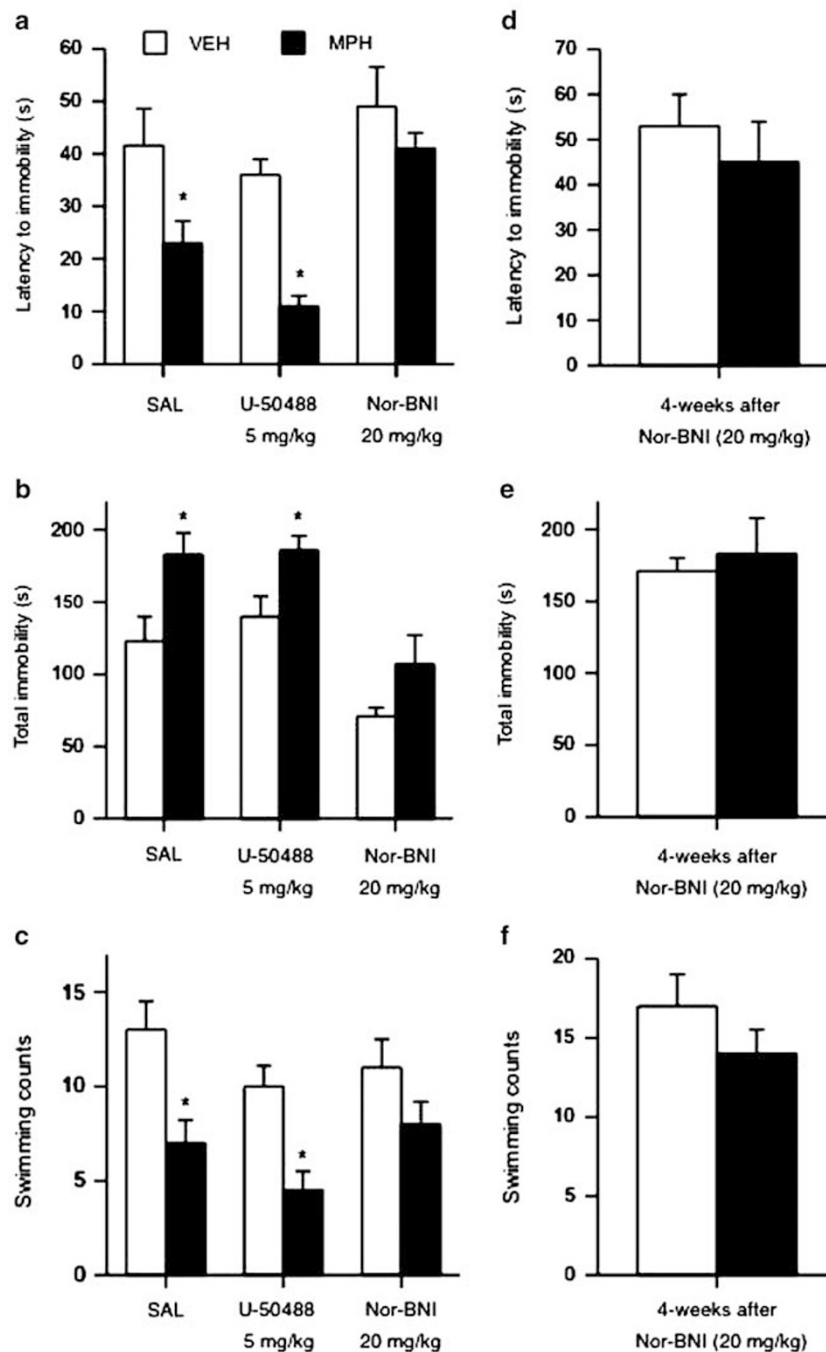 a
VEH
MPH
Latency to immobility (s)
60
50
40
30
20
10
0
*
*
SAL
U-50488
5 mg/kg
Nor-BNI
20 mg/kg
d
Latency to immobility (s)
70
60
50
40
30
20
10
0
4-weeks after
Nor-BNI (20 mg/kg)
b
Total immobility (s)
200
150
100
50
0
*
*
SAL
U-50488
5 mg/kg
Nor-BNI
20 mg/kg
e
Total immobility (s)
200
150
100
50
0
4-weeks after
Nor-BNI (20 mg/kg)
c
Swimming counts
15
10
5
0
*
*
SAL
U-50488
5 mg/kg
Nor-BNI
20 mg/kg
f
Swimming counts
20
15
10
5
0
4-weeks after
Nor-BNI (20 mg/kg)